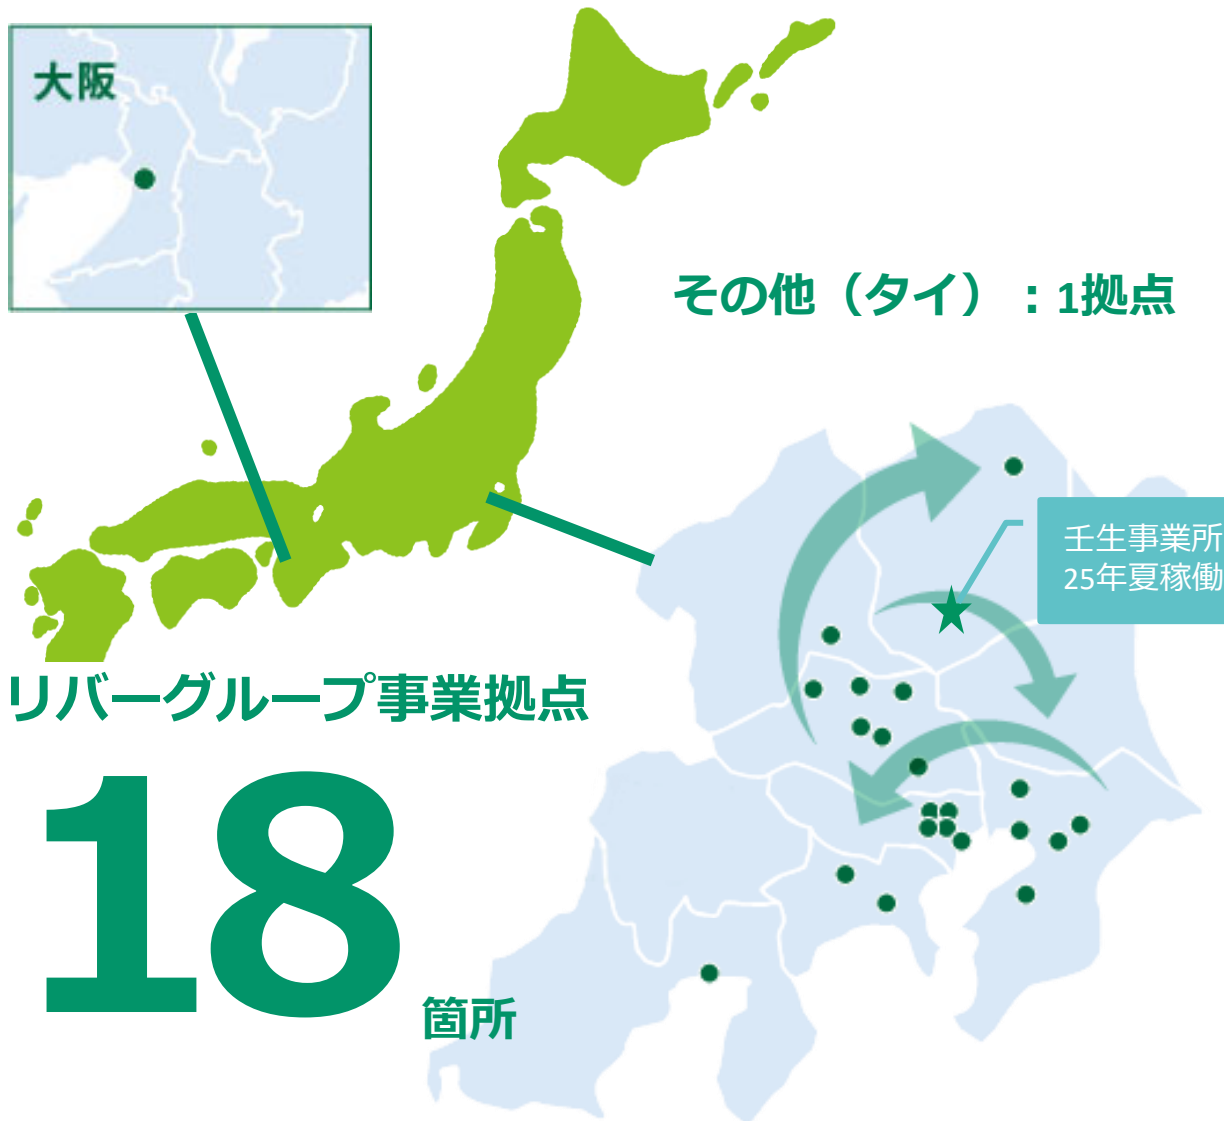 大阪
その他（タイ）：1拠点
壬生事業所
25年夏稼働
リバーグループ事業拠点
18
箇所